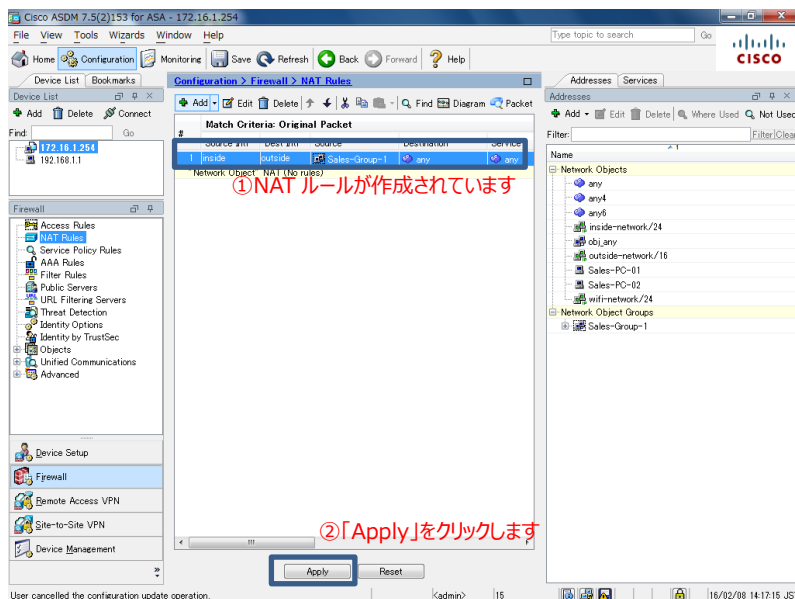 Cisco ASDM 7.5(2)153 for ASA - 172.16.1.254
File View Tools Wizards Window Help
Type topic to search Go
Home Configuration Monitoring Save Refresh Back Forward Help
CISCO
Device List Bookmarks
Device List
Add Delete Connect
Find: Go
172.16.1.254
192.168.1.1
Firewall
Access Rules
NAT Rules
Service Policy Rules
AAA Rules
Filter Rules
Public Servers
URL Filtering Servers
Threat Detection
Identity Options
Identity by TrustSec
Objects
Unified Communications
Advanced
Device Setup
Firewall
Remote Access VPN
Site-to-Site VPN
Device Management
Configuration > Firewall > NAT Rules
Add Edit Delete Find Diagram Packet
Match Criteria: Original Packet
#
Source Intf Dest Intf Source Destination Service
1 inside outside Sales-Group-1 any any
"Network Object" NAT (No rules)
①NAT ルールが作成されています
②「Apply」をクリックします
Apply Reset
Addresses Services
Addresses
Add Edit Delete Where Used Not Used
Filter: Filter|Clear
Name 1
Network Objects
any
any4
any6
inside-network/24
obj_any
outside-network/16
Sales-PC-01
Sales-PC-02
wifi-network/24
Network Object Groups
Sales-Group-1
User cancelled the configuration update operation. <admin> 15 16/02/08 14:17:15 JST